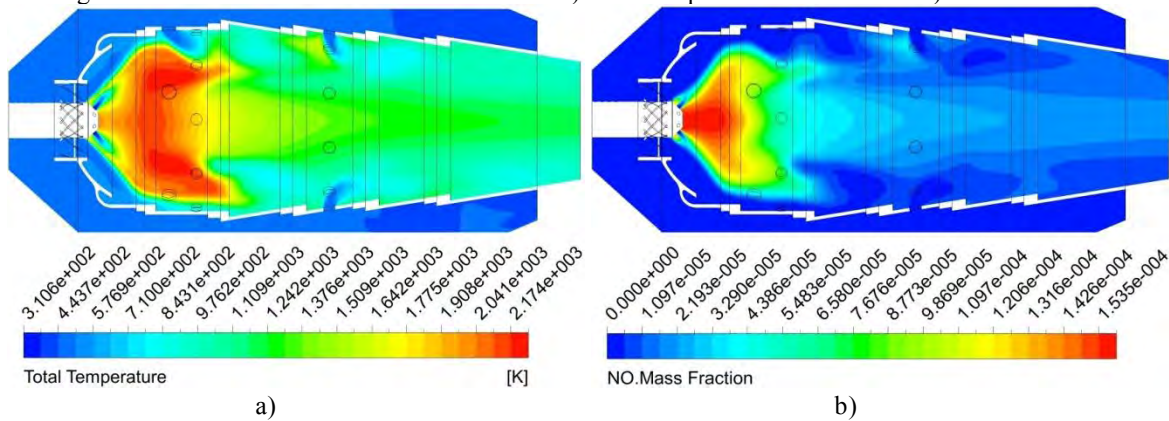 3.106e+002
4.437e+002
5.769e+002
7.100e+002
8.431e+002
9.762e+002
1.109e+003
1.242e+003
1.376e+003
1.509e+003
1.642e+003
1.775e+003
1.908e+003
2.041e+003
2.174e+003
Total Temperature [K]
a)
0.000e+000
1.097e-005
2.193e-005
3.290e-005
4.386e-005
5.483e-005
6.580e-005
7.676e-005
8.773e-005
9.869e-005
1.097e-004
1.206e-004
1.316e-004
1.426e-004
1.535e-004
NO.Mass Fraction
b)